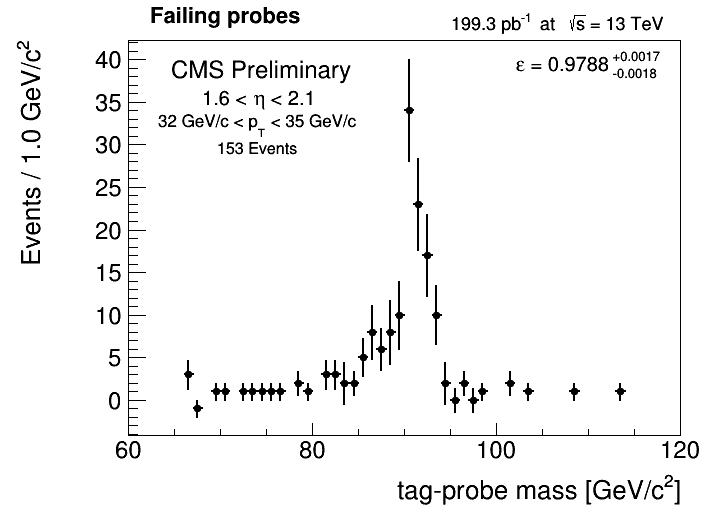 Failing probes
199.3 pb⁻¹ at √s = 13 TeV
Events / 1.0 GeV/c²
CMS Preliminary
ε = 0.9788 +0.0017 -0.0018
1.6 < η < 2.1
32 GeV/c < p_T < 35 GeV/c
153 Events
40
35
30
25
20
15
10
5
0
60 80 100 120
tag-probe mass [GeV/c²]